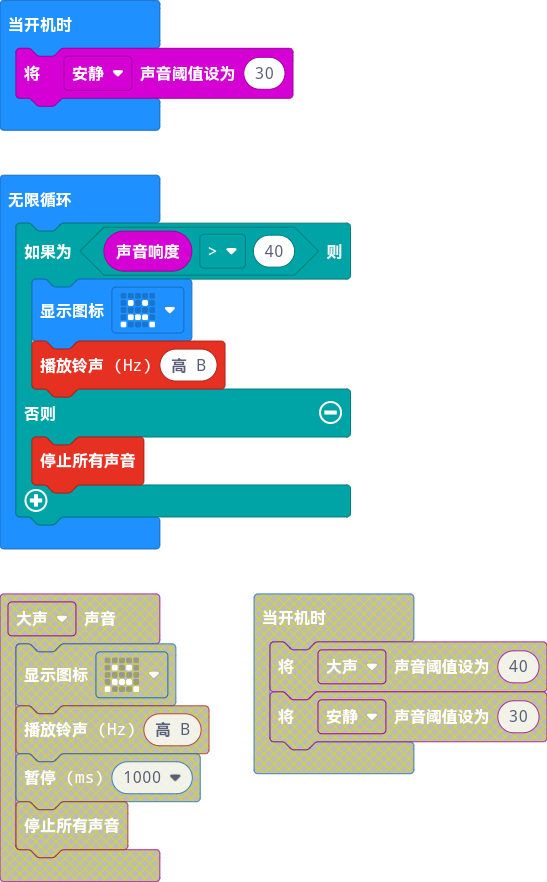 当开机时
将 安静 声音阈值设为 30
无限循环
如果为 声音响度 > 40 则
显示图标
播放铃声 (Hz) 高 B
否则
停止所有声音
大声 声音
显示图标
播放铃声 (Hz) 高 B
暂停 (ms) 1000
停止所有声音
当开机时
将 大声 声音阈值设为 40
将 安静 声音阈值设为 30